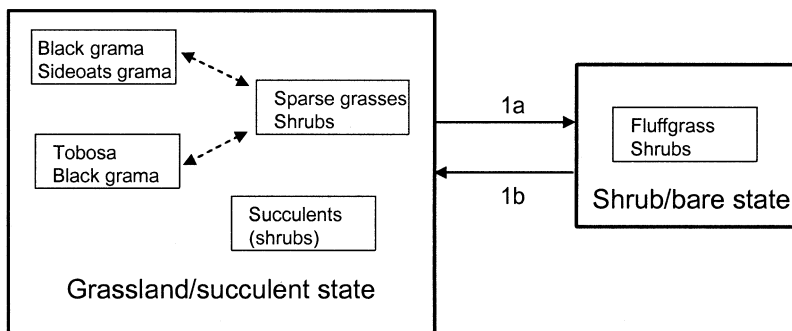 Black grama
Sideoats grama
Sparse grasses
Shrubs
Tobosa
Black grama
Succulents
(shrubs)
Grassland/succulent state
1a
1b
Fluffgrass
Shrubs
Shrub/bare state